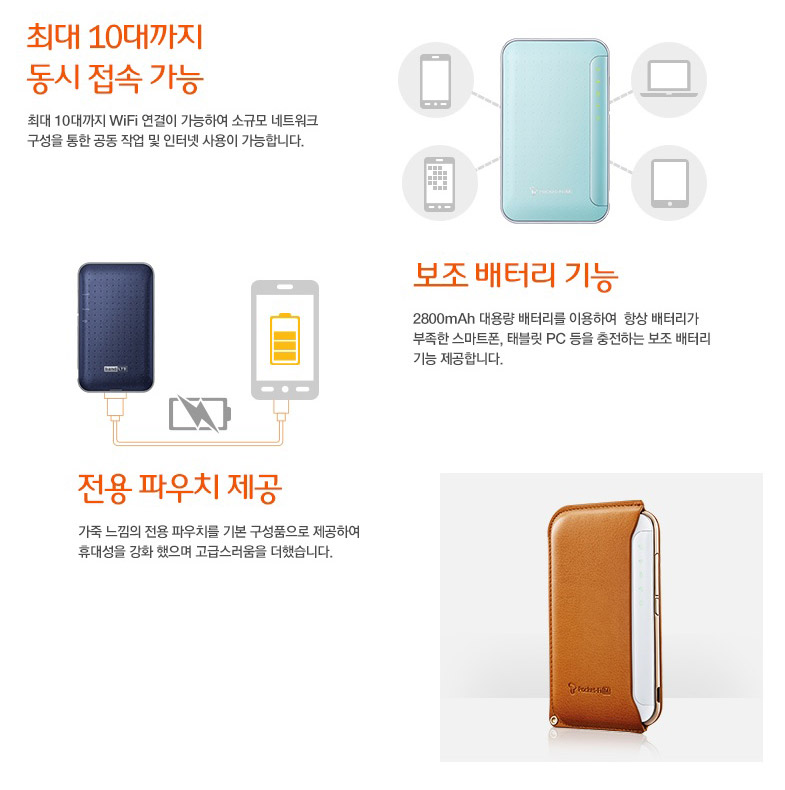 최대 10대까지
동시 접속 가능
최대 10대까지 WiFi 연결이 가능하여 소규모 네트워크
구성을 통한 공동 작업 및 인터넷 사용이 가능합니다.
보조 배터리 기능
2800mAh 대용량 배터리를 이용하여 항상 배터리가
부족한 스마트폰, 태블릿 PC 등을 충전하는 보조 배터리
기능 제공합니다.
전용 파우치 제공
가죽 느낌의 전용 파우치를 기본 구성품으로 제공하여
휴대성을 강화 했으며 고급스러움을 더했습니다.
Pocket-Fi